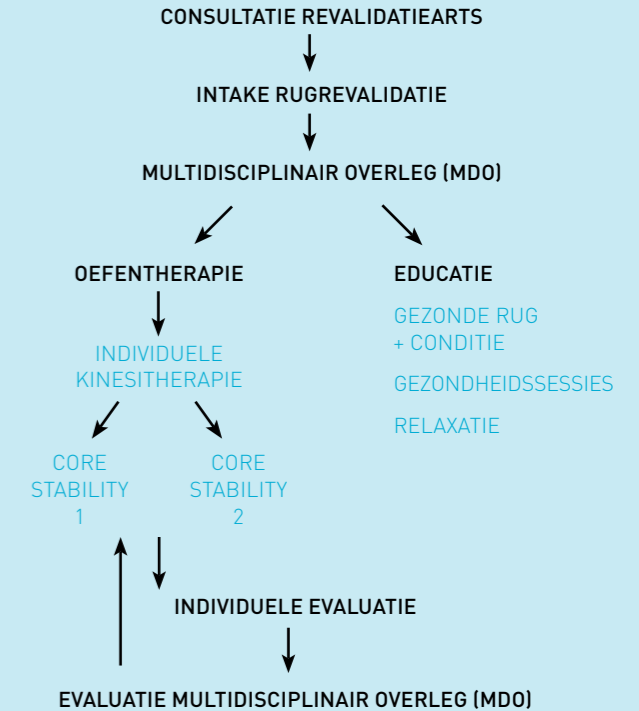 CONSULTATIE REVALIDATIEARTS
INTAKE RUGREVALIDATIE
MULTIDISCIPLINAIR OVERLEG (MDO)
OEFENTHERAPIE
INDIVIDUELE
KINESITHERAPIE
CORE
STABILITY
1
CORE
STABILITY
2
EDUCATIE
GEZONDE RUG
+ CONDITIE
GEZONDHEIDSSESSIES
RELAXATIE
INDIVIDUELE EVALUATIE
EVALUATIE MULTIDISCIPLINAIR OVERLEG (MDO)